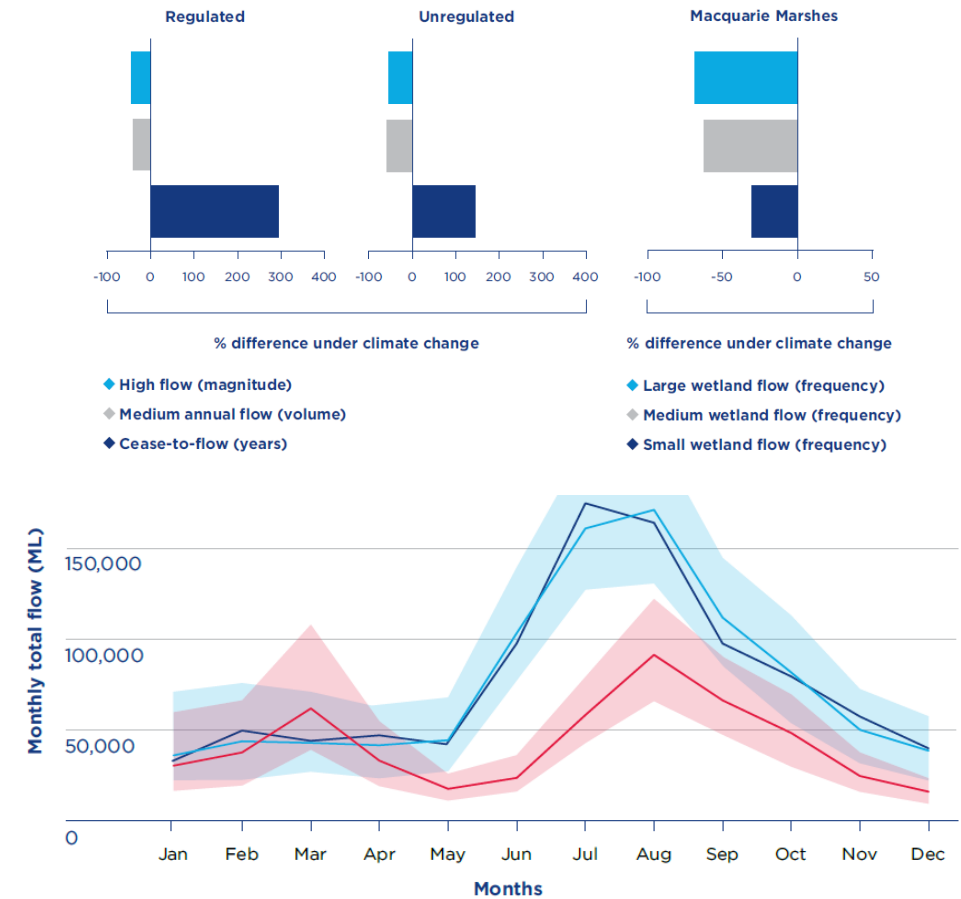 Regulated
Unregulated
Macquarie Marshes
-100 0 100 200 300 400
-100 0 100 200 300 400
-100 -50 0 50
% difference under climate change
% difference under climate change
High flow (magnitude)
Medium annual flow (volume)
Cease-to-flow (years)
Large wetland flow (frequency)
Medium wetland flow (frequency)
Small wetland flow (frequency)
Monthly total flow (ML)
150,000
100,000
50,000
0
Jan Feb Mar Apr May Jun Jul Aug Sep Oct Nov Dec
Months